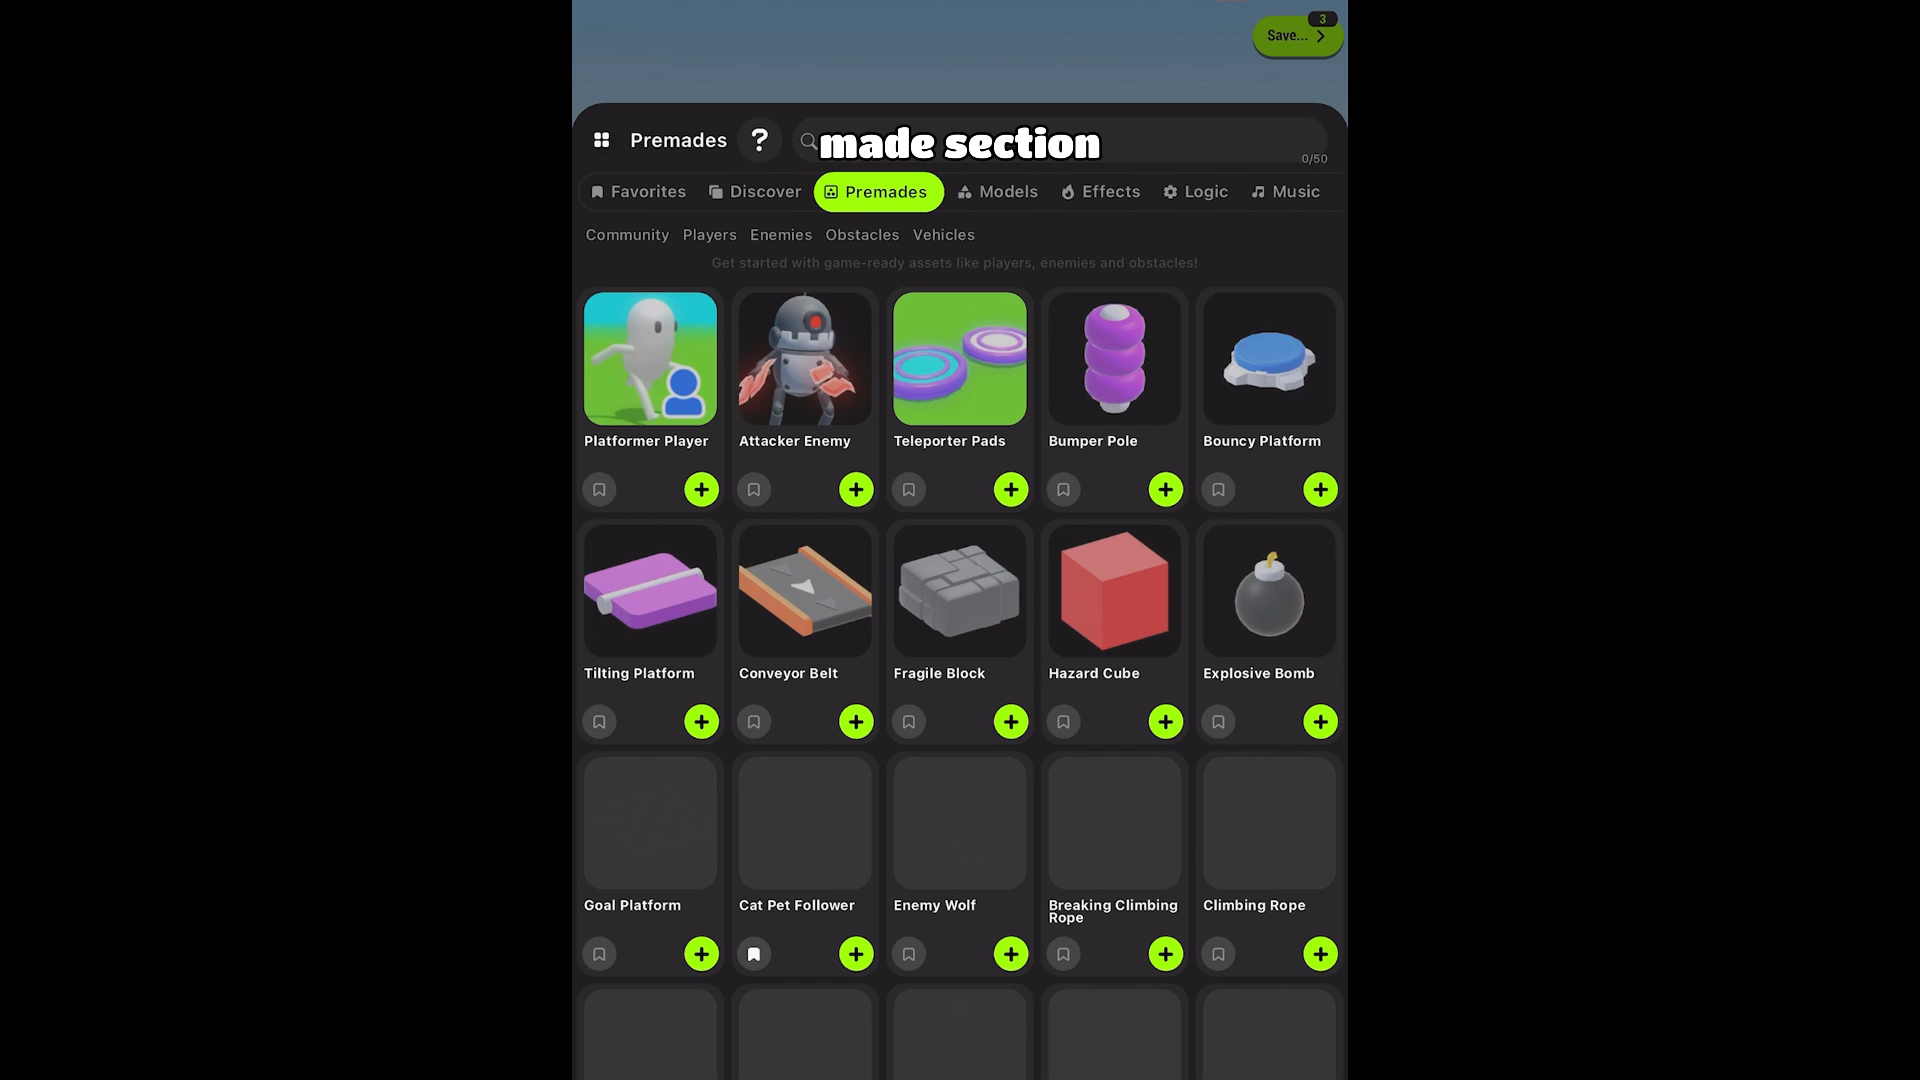 3
Save...
Premades ? made section
0/50
Favorites Discover Premades Models Effects Logic Music
Community Players Enemies Obstacles Vehicles
Get started with game-ready assets like players, enemies and obstacles!
Platformer Player Attacker Enemy Teleporter Pads Bumper Pole Bouncy Platform
Tilting Platform Conveyor Belt Fragile Block Hazard Cube Explosive Bomb
Goal Platform Cat Pet Follower Enemy Wolf Breaking Climbing Rope Climbing Rope